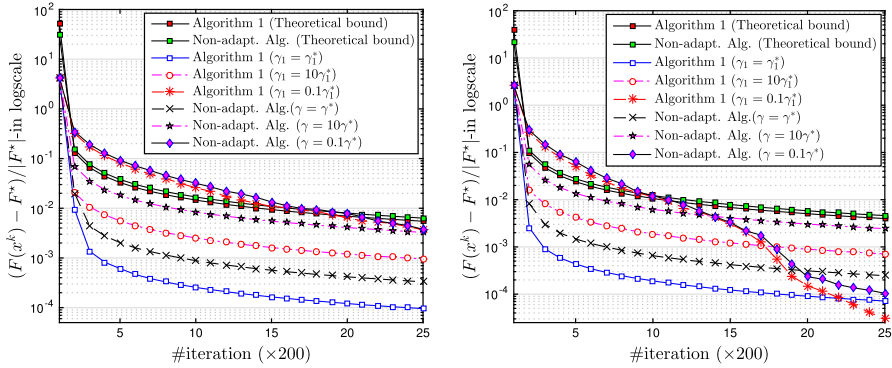 (F(x^k) − F*)/|F*|-in logscale
10^2
10^1
10^0
10^-1
10^-2
10^-3
10^-4
Algorithm 1 (Theoretical bound)
Non-adapt. Alg. (Theoretical bound)
Algorithm 1 (γ₁ = γ₁*)
Algorithm 1 (γ₁ = 10γ₁*)
Algorithm 1 (γ₁ = 0.1γ₁*)
Non-adapt. Alg.(γ = γ*)
Non-adapt. Alg. (γ = 10γ*)
Non-adapt. Alg. (γ = 0.1γ*)
5 10 15 20 25
#iteration (×200)
(F(x^k) − F*)/|F*|-in logscale
10^2
10^1
10^0
10^-1
10^-2
10^-3
10^-4
Algorithm 1 (Theoretical bound)
Non-adapt. Alg. (Theoretical bound)
Algorithm 1 (γ₁ = γ₁*)
Algorithm 1 (γ₁ = 10γ₁*)
Algorithm 1 (γ₁ = 0.1γ₁*)
Non-adapt. Alg.(γ = γ*)
Non-adapt. Alg. (γ = 10γ*)
Non-adapt. Alg. (γ = 0.1γ*)
5 10 15 20 25
#iteration (×200)